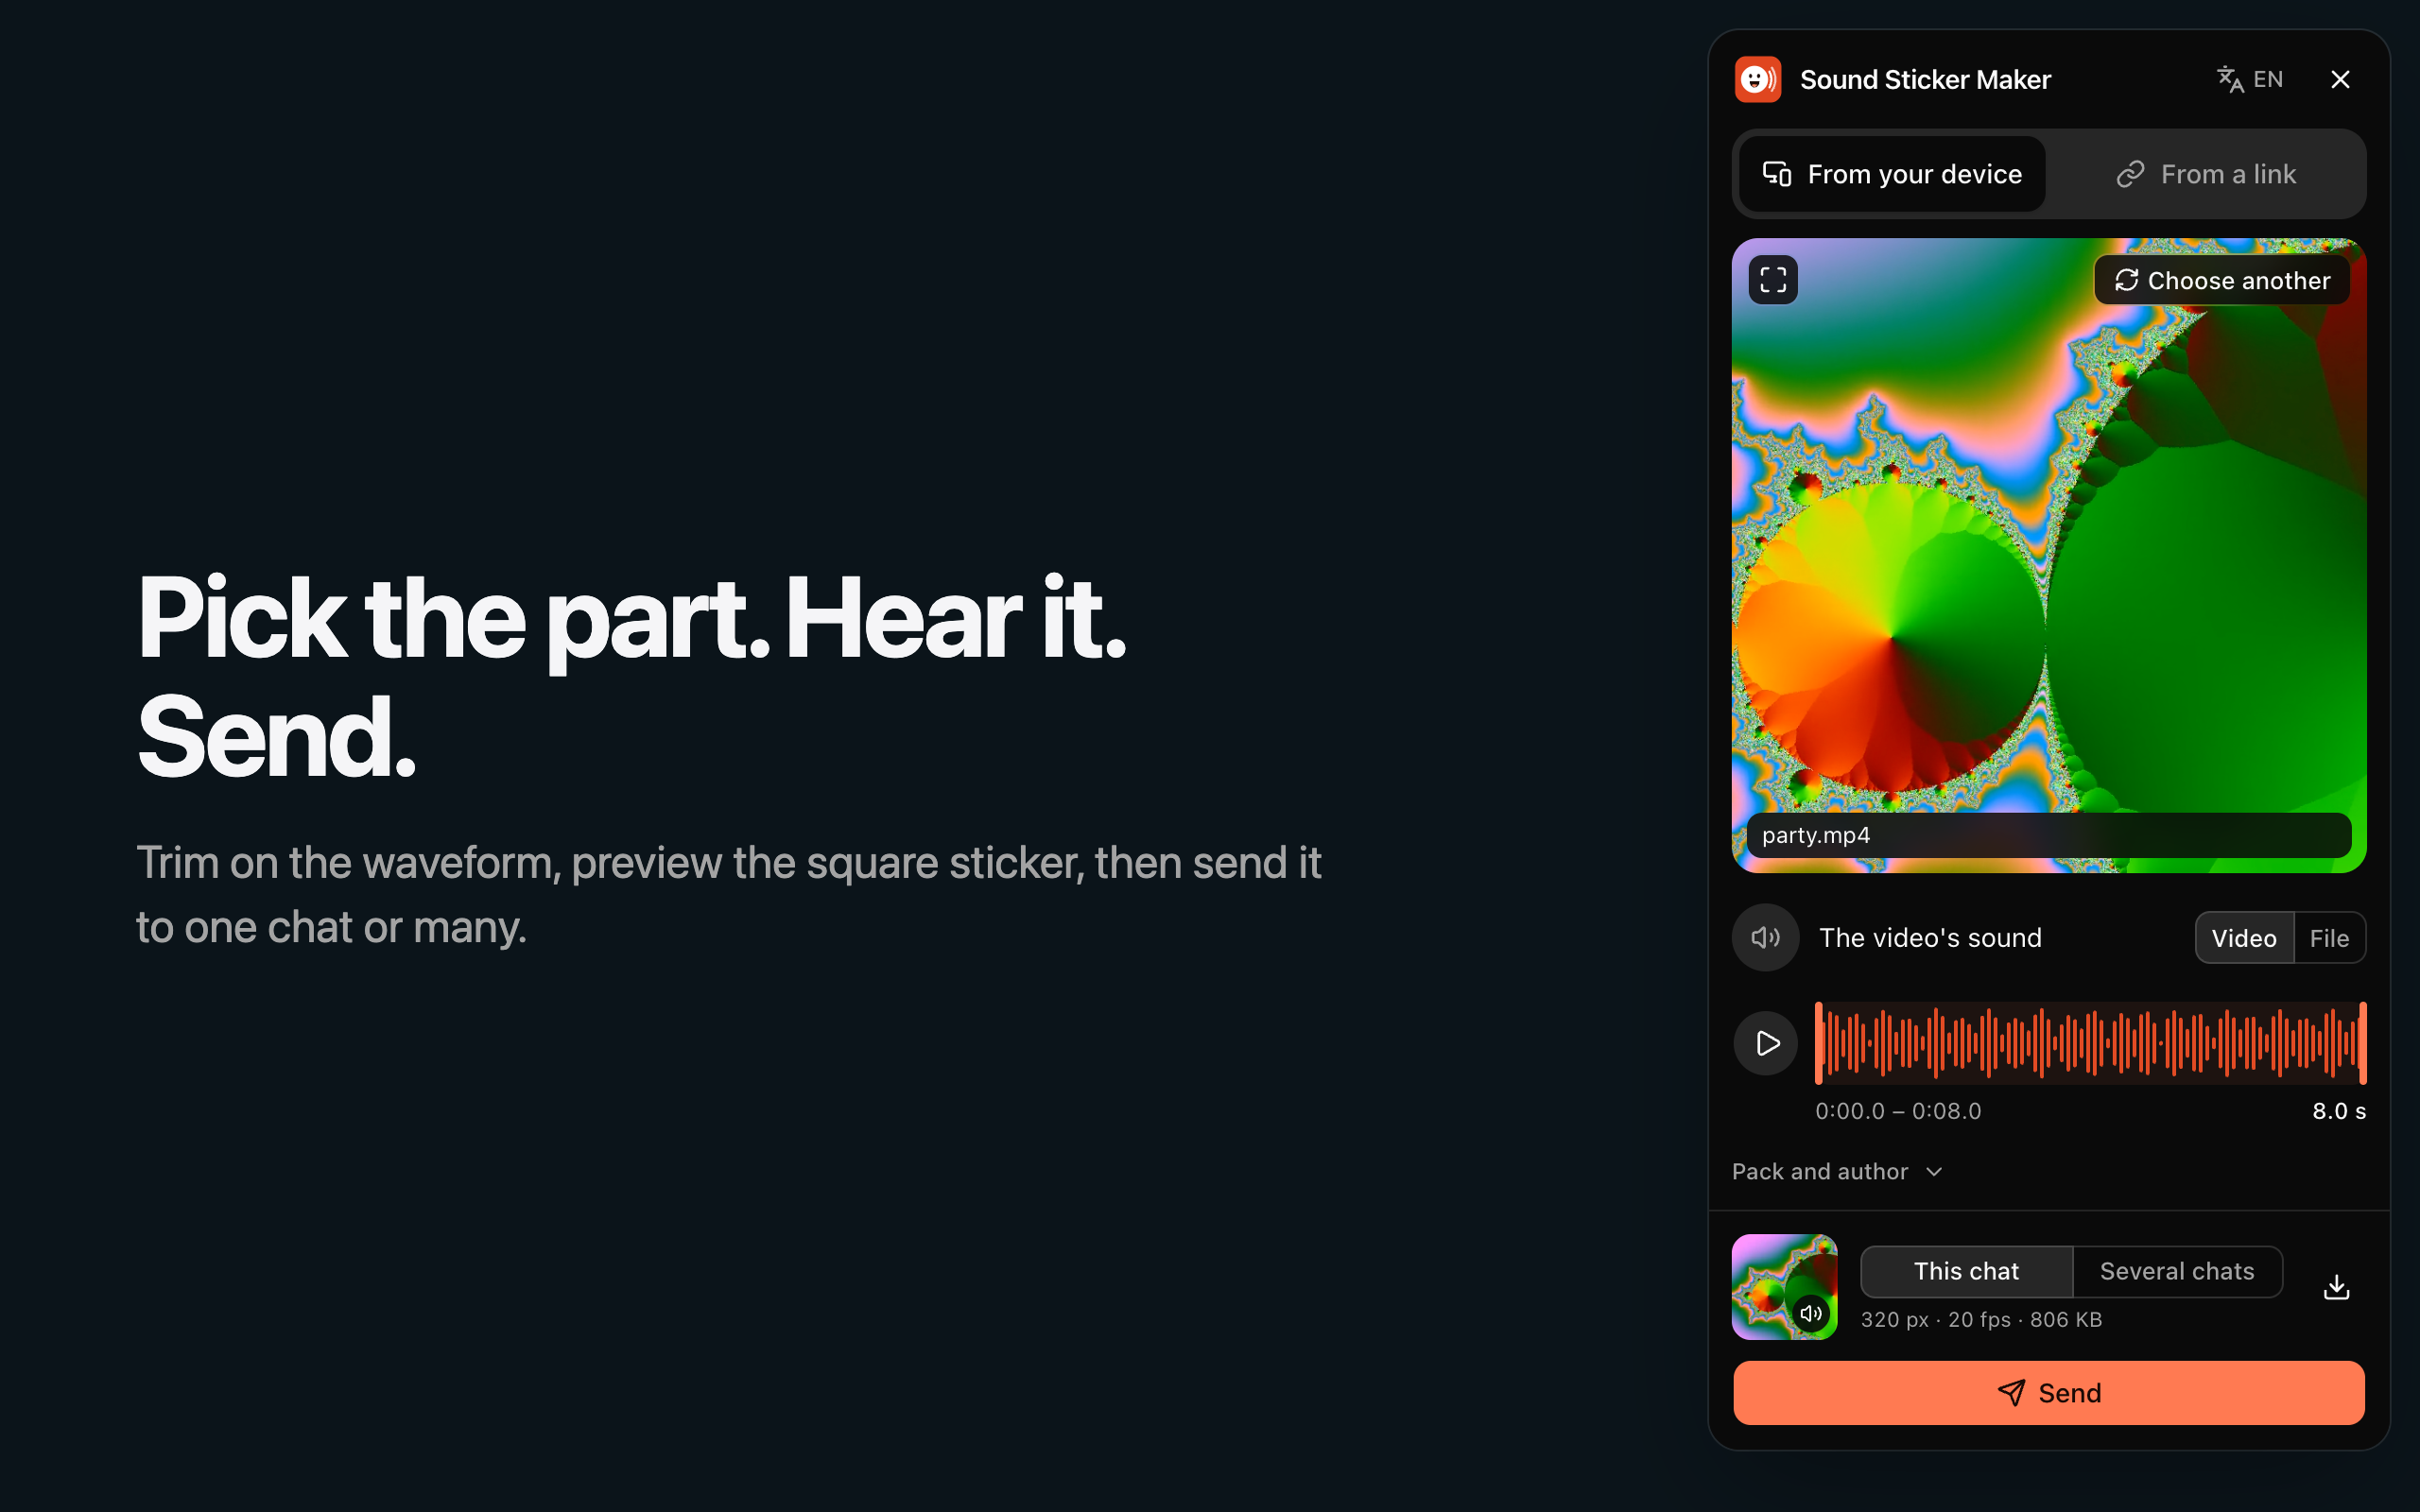 Pick the part. Hear it.
Send.
Trim on the waveform, preview the square sticker, then send it
to one chat or many.
Sound Sticker Maker
EN
From your device
From a link
Choose another
party.mp4
The video's sound
Video
File
0:00.0 – 0:08.0
8.0 s
Pack and author
This chat
Several chats
320 px · 20 fps · 806 KB
Send